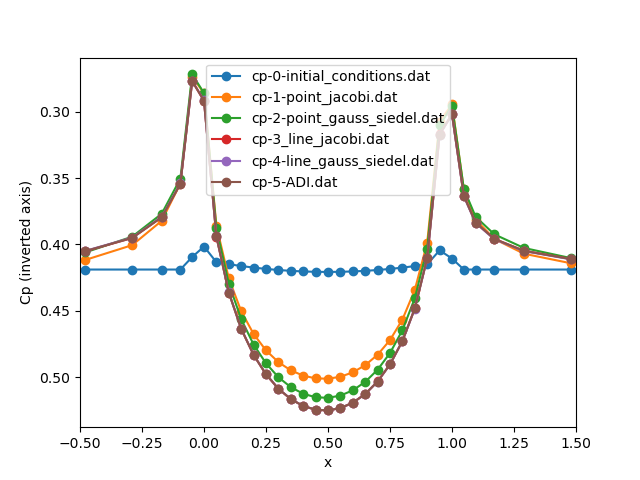 cp-0-initial_conditions.dat
cp-1-point_jacobi.dat
cp-2-point_gauss_siedel.dat
cp-3_line_jacobi.dat
cp-4-line_gauss_siedel.dat
cp-5-ADI.dat
Cp (inverted axis)
0.30
0.35
0.40
0.45
0.50
−0.50 −0.25 0.00 0.25 0.50 0.75 1.00 1.25 1.50
x